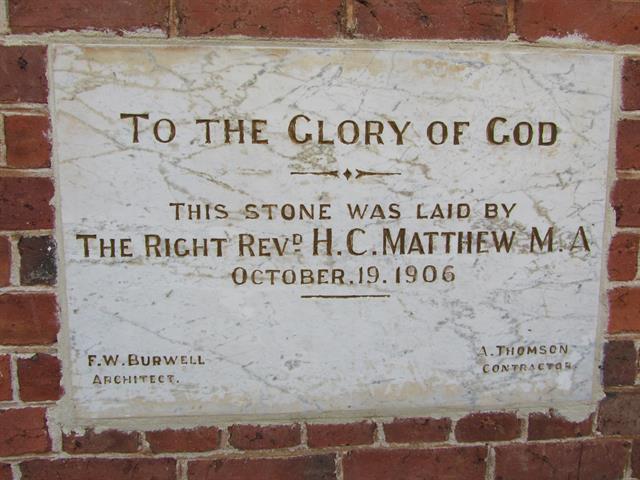 TO THE GLORY OF GOD
THIS STONE WAS LAID BY
THE RIGHT REVD H.C. MATTHEW M.A
OCTOBER.19.1906
F.W. BURWELL
ARCHITECT.
A. THOMSON
CONTRACTOR.